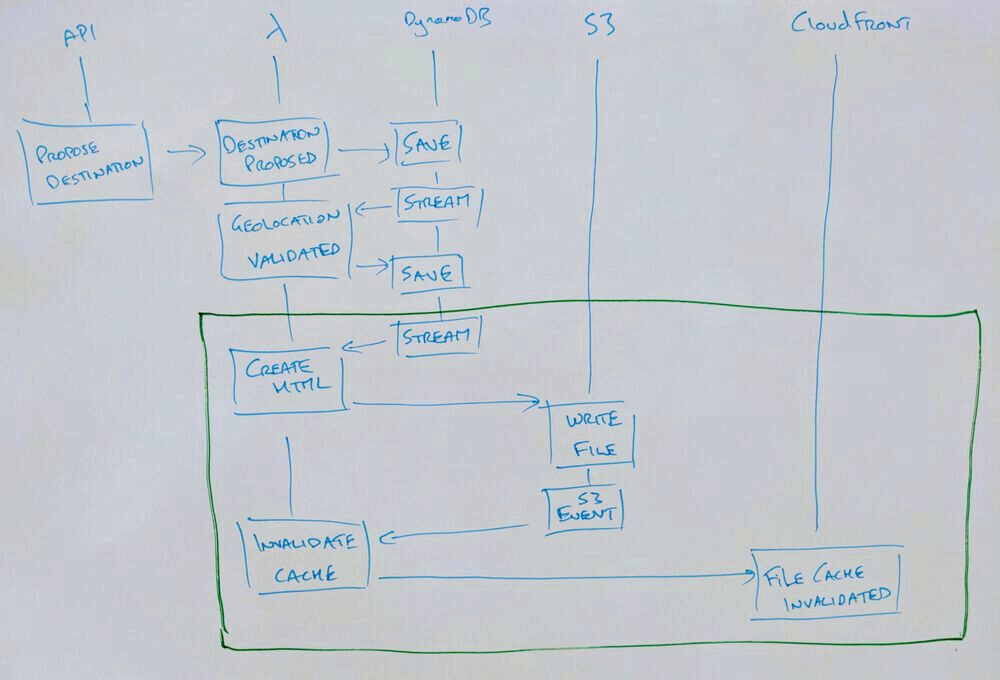 API
λ
DynamoDB
S3
CloudFront
PROPOSE
DESTINATION
DESTINATION
PROPOSED
SAVE
STREAM
GEOLOCATION
VALIDATED
SAVE
STREAM
CREATE
HTML
WRITE
FILE
S3
EVENT
INVALIDATE
CACHE
FILE CACHE
INVALIDATED